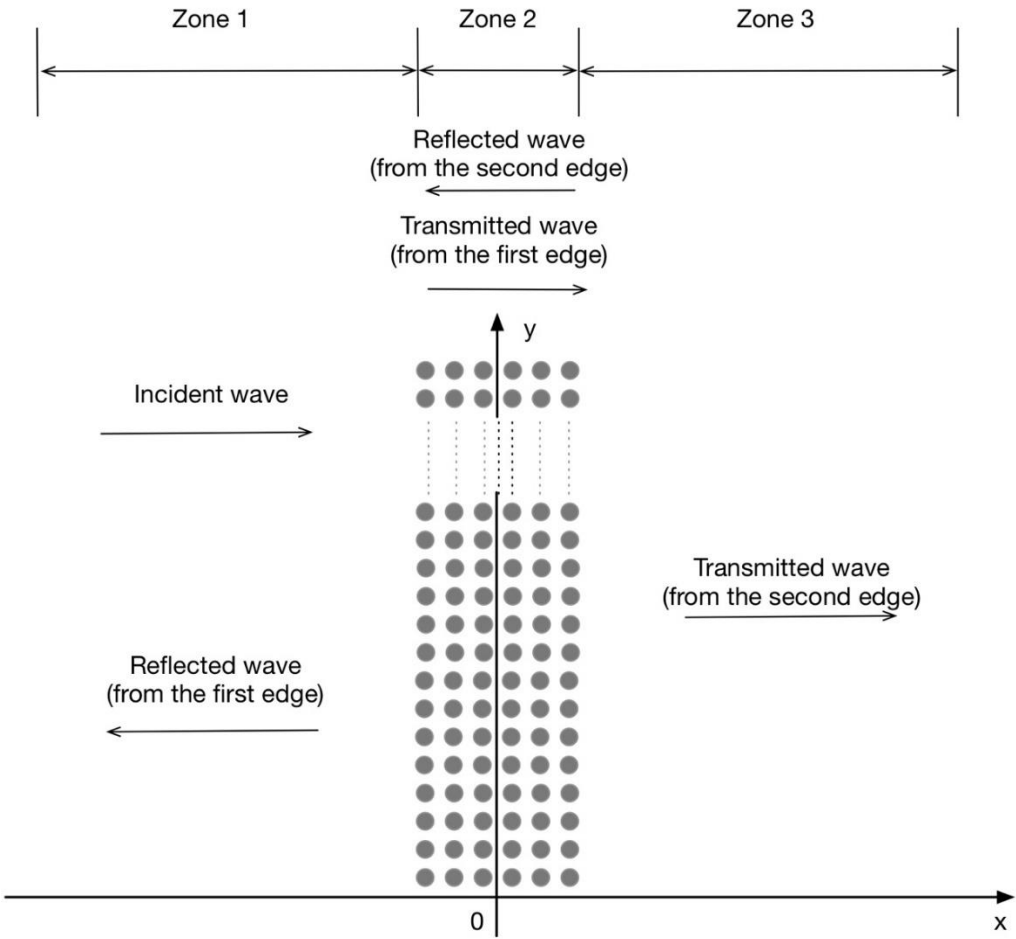 Zone 1
Zone 2
Zone 3
Reflected wave
(from the second edge)
Transmitted wave
(from the first edge)
y
Incident wave
Transmitted wave
(from the second edge)
Reflected wave
(from the first edge)
0
x